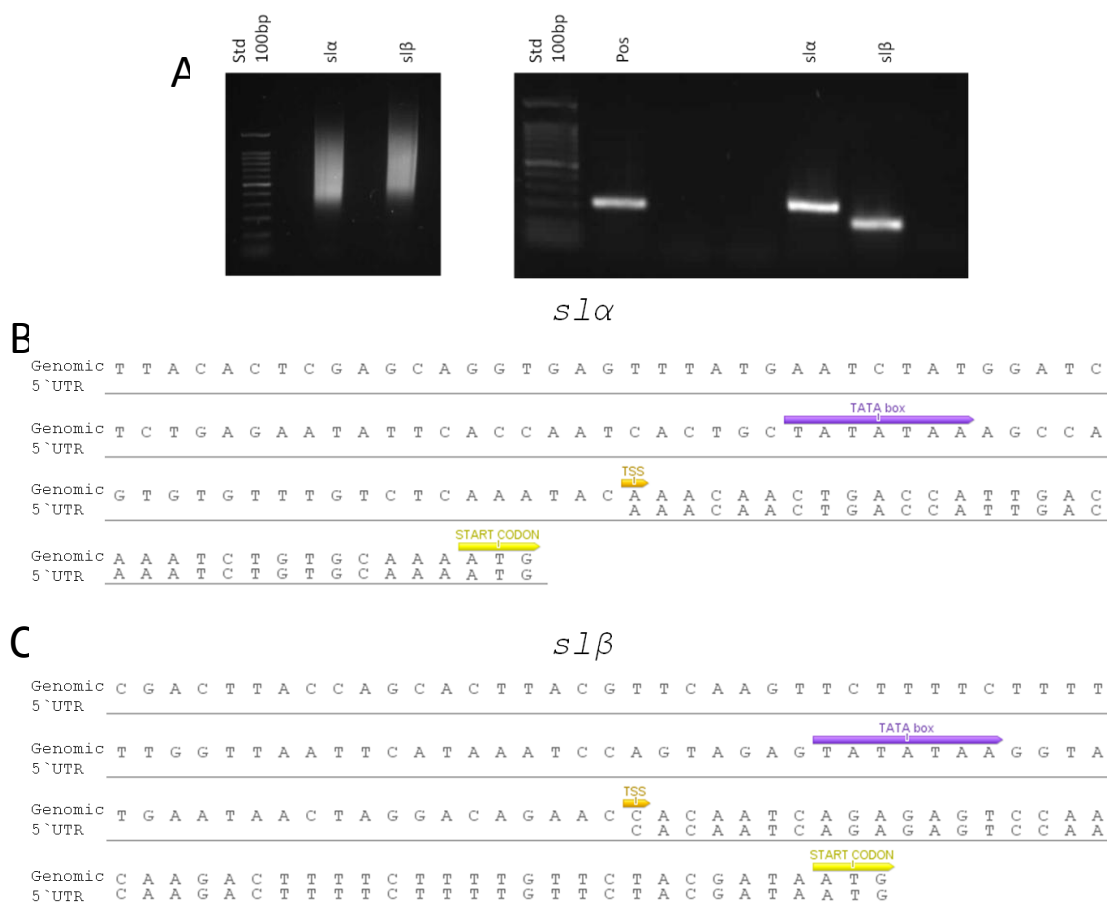 Std 100bp
slα
slβ
Std 100bp
Pos
slα
slβ
A
slα
B
Genomic T T A C A C T C G A G C A G G T G A G T T T A T G A A T C T A T G G A T C
5`UTR
TATA box
Genomic T C T G A G A A T A T T C A C C A A T C A C T G C T A T A T A A A G C C A
5`UTR
TSS
Genomic G T G T G T T T G T C T C A A A T A C A A A C A A C T G A C C A T T G A C
5`UTR A A A C A A C T G A C C A T T G A C
START CODON
Genomic A A A T C T G T G C A A A A T G
5`UTR A A A T C T G T G C A A A A T G
C
slβ
Genomic C G A C T T A C C A G C A C T T A C G T T C A A G T T C T T T T C T T T T
5`UTR
TATA box
Genomic T T G G T T A A T T C A T A A A T C C A G T A G A G T A T A T A A G G T A
5`UTR
TSS
Genomic T G A A T A A C T A G G A C A G A A C C A C A A T C A G A G A G T C C A A
5`UTR C A C A A T C A G A G A G T C C A A
START CODON
Genomic C A A G A C T T T T C T T T T G T T C T A C G A T A A T G
5`UTR C A A G A C T T T T C T T T T G T T C T A C G A T A A T G